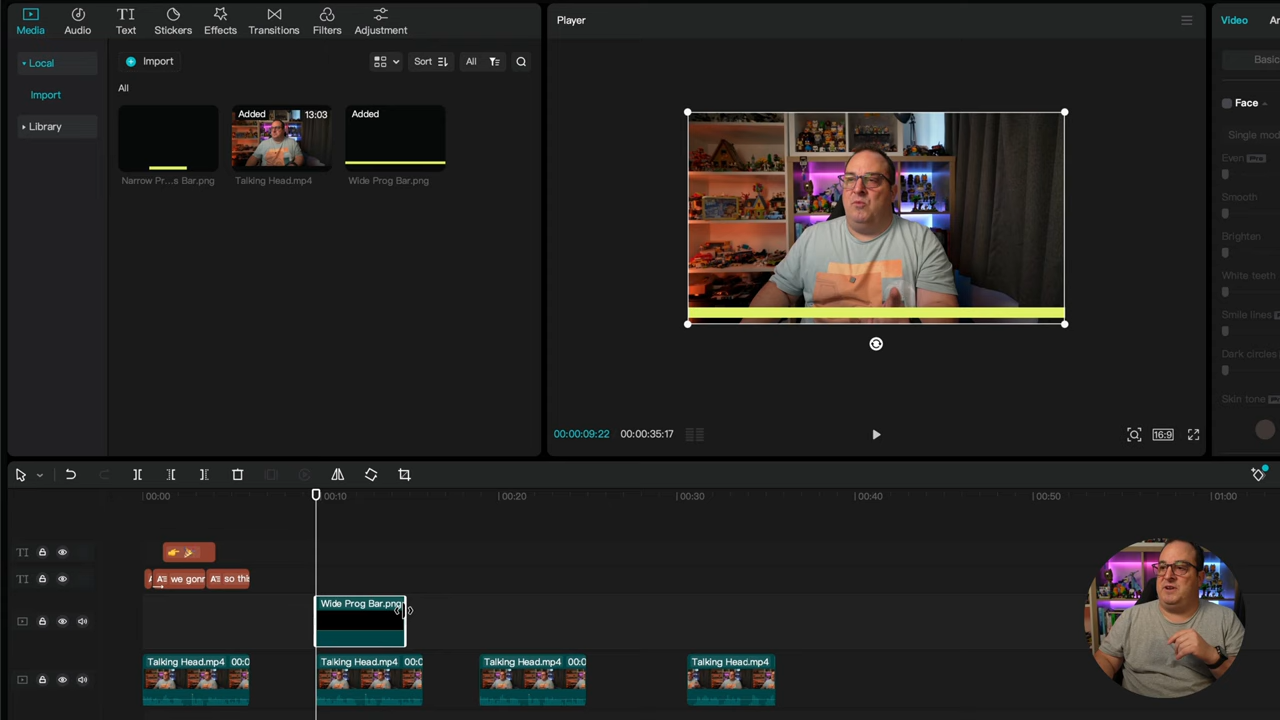 Media
Audio
Text
Stickers
Effects
Transitions
Filters
Adjustment
Local
Import
Library
Import
Sort
All
All
Added
13:03
Added
Narrow Pr...s Bar.png
Talking Head.mp4
Wide Prog Bar.png
Player
00:00:09:22
00:00:35:17
16:9
Video
Basic
Face
Single mod
Even Pro
Smooth
Brighten
White teeth
Smile lines
Dark circles
Skin tone
00:00
00:10
00:20
00:30
00:40
00:50
01:00
we gonr
so thi
Wide Prog Bar.png
Talking Head.mp4 00:0
Talking Head.mp4 00:0
Talking Head.mp4 00:0
Talking Head.mp4